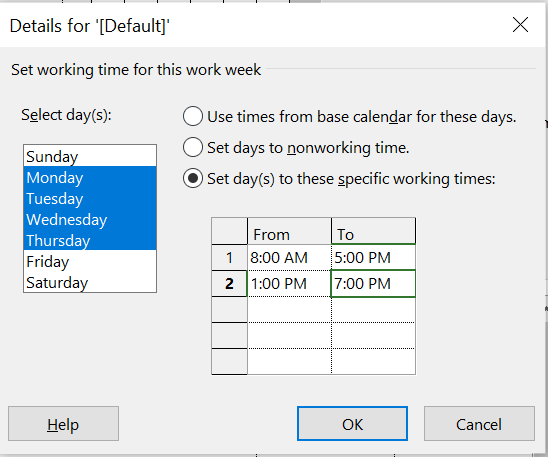 Details for '[Default]'
Set working time for this work week
Select day(s):
Sunday
Monday
Tuesday
Wednesday
Thursday
Friday
Saturday
Use times from base calendar for these days.
Set days to nonworking time.
Set day(s) to these specific working times:
From To
1 8:00 AM 5:00 PM
2 1:00 PM 7:00 PM
Help OK Cancel